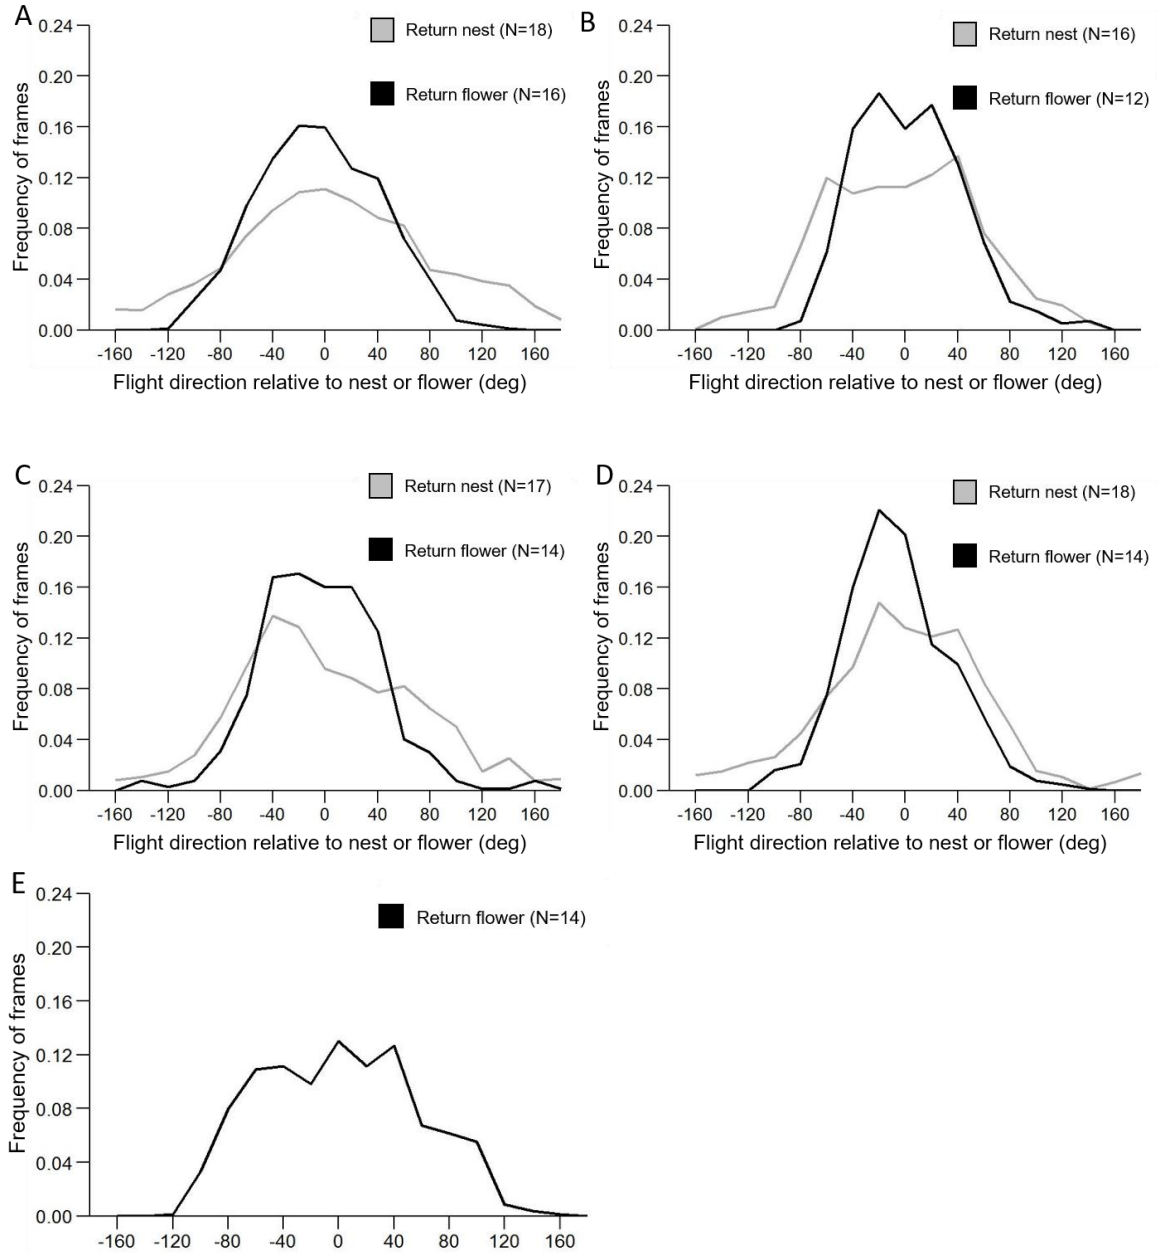 A
0.24
0.20
0.16
0.12
0.08
0.04
0.00
Frequency of frames
Return nest (N=18)
Return flower (N=16)
-160 -120 -80 -40 0 40 80 120 160
Flight direction relative to nest or flower (deg)
B
0.24
0.20
0.16
0.12
0.08
0.04
0.00
Frequency of frames
Return nest (N=16)
Return flower (N=12)
-160 -120 -80 -40 0 40 80 120 160
Flight direction relative to nest or flower (deg)
C
0.24
0.20
0.16
0.12
0.08
0.04
0.00
Frequency of frames
Return nest (N=17)
Return flower (N=14)
-160 -120 -80 -40 0 40 80 120 160
Flight direction relative to nest or flower (deg)
D
0.24
0.20
0.16
0.12
0.08
0.04
0.00
Frequency of frames
Return nest (N=18)
Return flower (N=14)
-160 -120 -80 -40 0 40 80 120 160
Flight direction relative to nest or flower (deg)
E
0.24
0.20
0.16
0.12
0.08
0.04
0.00
Frequency of frames
Return flower (N=14)
-160 -120 -80 -40 0 40 80 120 160